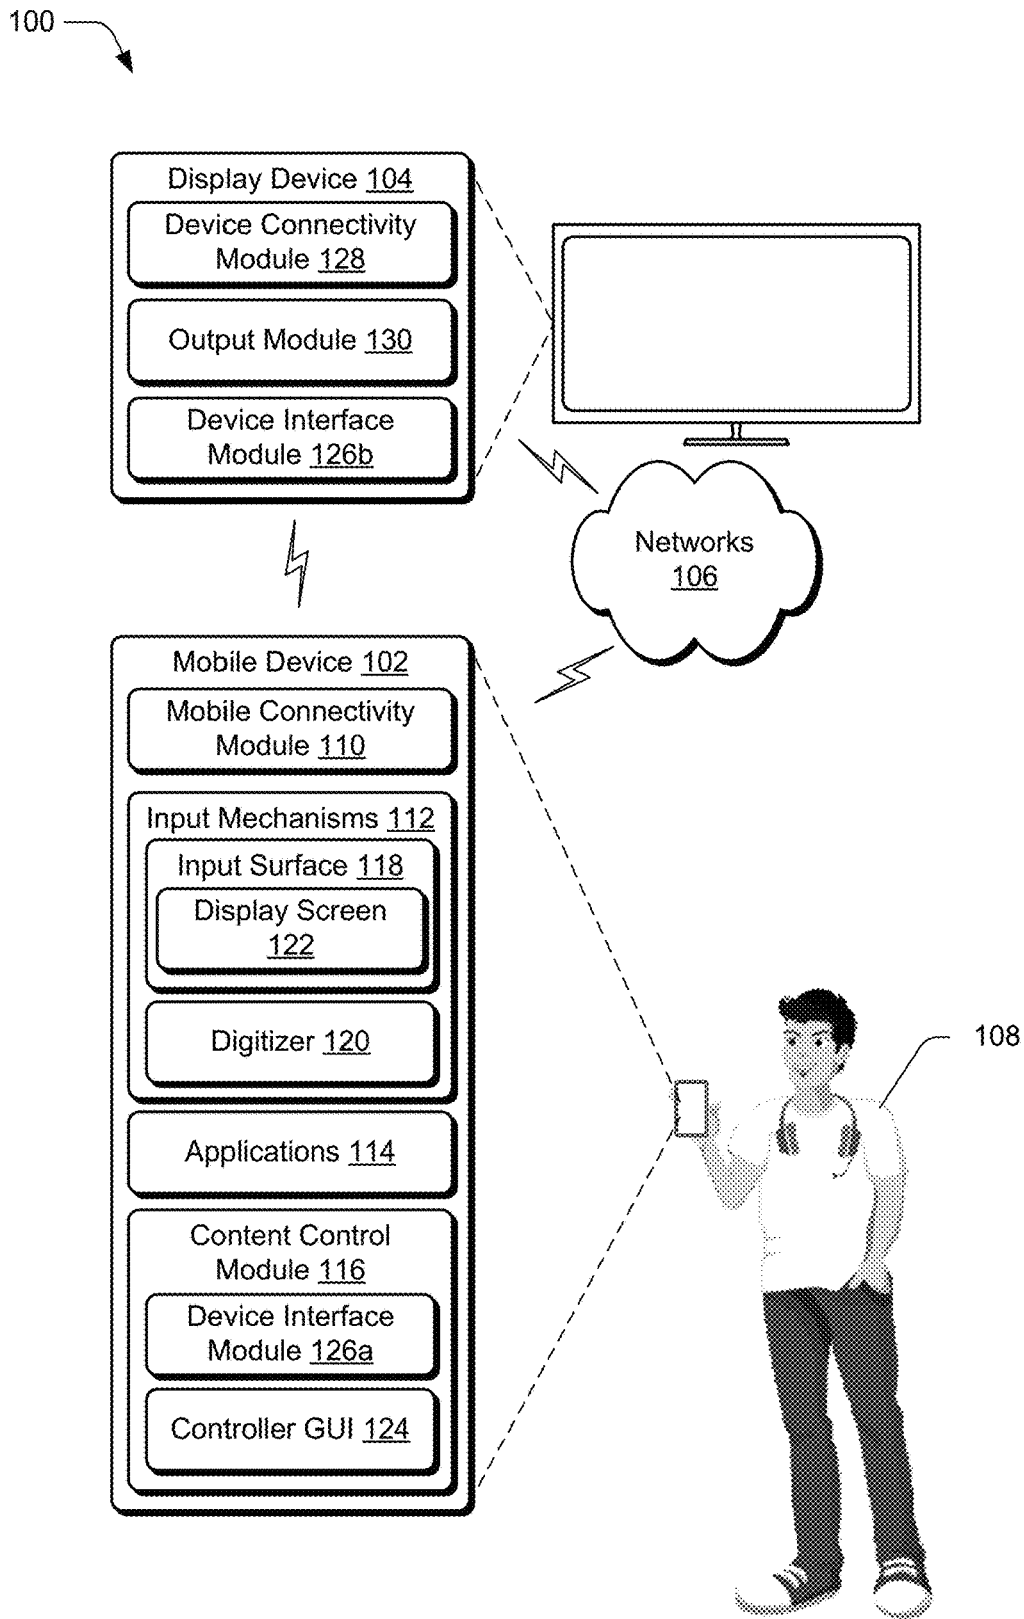 100
Display Device 104
Device Connectivity
Module 128
Output Module 130
Device Interface
Module 126b
Networks
106
Mobile Device 102
Mobile Connectivity
Module 110
Input Mechanisms 112
Input Surface 118
Display Screen
122
Digitizer 120
108
Applications 114
Content Control
Module 116
Device Interface
Module 126a
Controller GUI 124